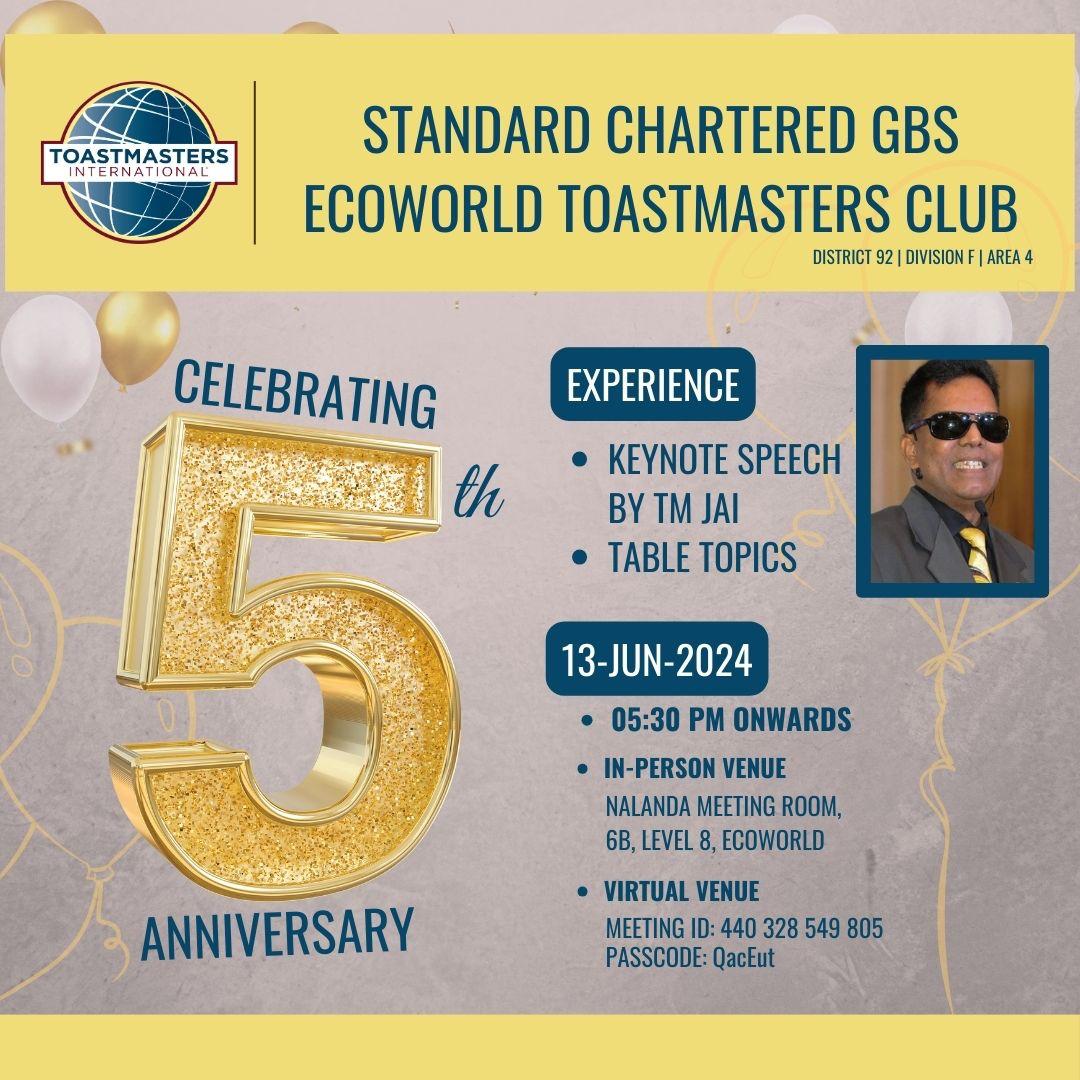 TOASTMASTERS
INTERNATIONAL
STANDARD CHARTERED GBS
ECOWORLD TOASTMASTERS CLUB
DISTRICT 92 | DIVISION F | AREA 4
CELEBRATING
5th
ANNIVERSARY
EXPERIENCE
• KEYNOTE SPEECH
BY TM JAI
• TABLE TOPICS
13-JUN-2024
• 05:30 PM ONWARDS
• IN-PERSON VENUE
NALANDA MEETING ROOM,
6B, LEVEL 8, ECOWORLD
• VIRTUAL VENUE
MEETING ID: 440 328 549 805
PASSCODE: QacEut